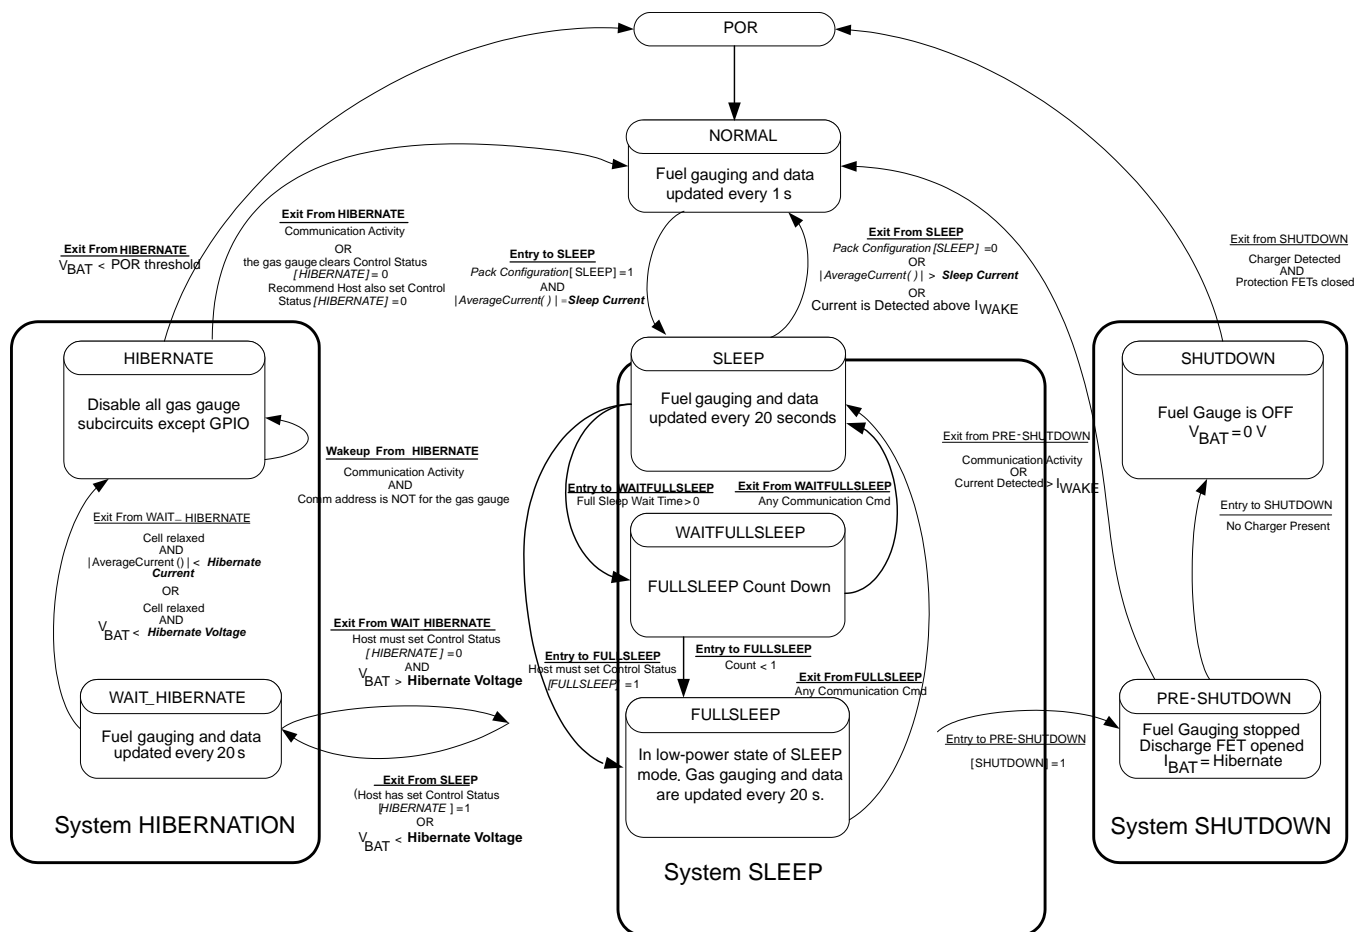 POR
NORMAL
Fuel gauging and data
updated every 1 s
Exit From HIBERNATE
V BAT < POR threshold
Exit From HIBERNATE
Communication Activity
OR
the gas gauge clears Control Status
[HIBERNATE] = 0
Recommend Host also set Control
Status [HIBERNATE] = 0
Entry to SLEEP
Pack Configuration[ SLEEP] = 1
AND
|AverageCurrent( ) | = Sleep Current
Exit From SLEEP
Pack Configuration [SLEEP] = 0
OR
|AverageCurrent( ) | > Sleep Current
OR
Current is Detected above I WAKE
Exit from SHUTDOWN
Charger Detected
AND
Protection FETs closed
HIBERNATE
Disable all gas gauge
subcircuits except GPIO
Wakeup From HIBERNATE
Communication Activity
AND
Comm address is NOT for the gas gauge
Exit From WAIT_ HIBERNATE
Cell relaxed
AND
|AverageCurrent ()| < Hibernate
Current
OR
Cell relaxed
AND
V BAT < Hibernate Voltage
WAIT_HIBERNATE
Fuel gauging and data
updated every 20 s
System HIBERNATION
Exit From WAIT HIBERNATE
Host must set Control Status
[HIBERNATE ] = 0
AND
V BAT > Hibernate Voltage
Exit From SLEEP
(Host has set Control Status
[HIBERNATE ] = 1
OR
V BAT < Hibernate Voltage
SLEEP
Fuel gauging and data
updated every 20 seconds
Entry to WAITFULLSLEEP
Full Sleep Wait Time > 0
Exit From WAITFULLSLEEP
Any Communication Cmd
WAITFULLSLEEP
FULLSLEEP Count Down
Entry to FULLSLEEP
Host must set Control Status
[FULLSLEEP] = 1
Entry to FULLSLEEP
Count < 1
Exit From FULLSLEEP
Any Communication Cmd
FULLSLEEP
In low-power state of SLEEP
mode. Gas gauging and data
are updated every 20 s.
System SLEEP
Exit from PRE-SHUTDOWN
Communication Activity
OR
Current Detected > I WAKE
Entry to PRE-SHUTDOWN
[SHUTDOWN] = 1
SHUTDOWN
Fuel Gauge is OFF
V BAT = 0 V
Entry to SHUTDOWN
No Charger Present
PRE-SHUTDOWN
Fuel Gauging stopped
Discharge FET opened
I BAT = Hibernate
System SHUTDOWN